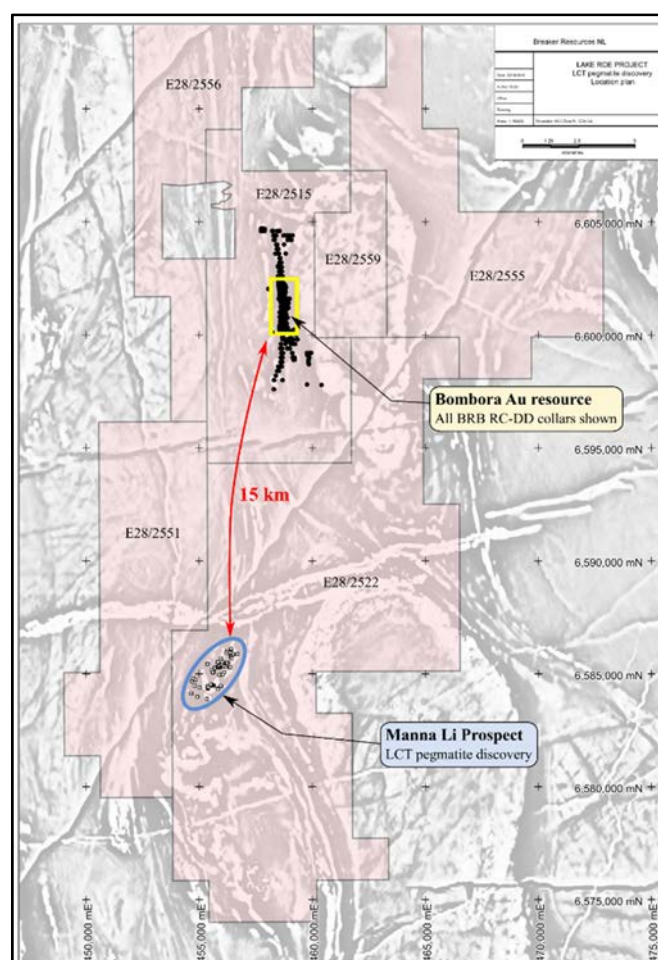 Breaker Resources NL
LAKE ROE PROJECT
LCT pegmatite discovery
Location plan
E28/2556
E28/2515
6,605,000 mN
E28/2559
E28/2555
6,600,000 mN
Bombora Au resource
All BRB RC-DD collars shown
6,595,000 mN
15 km
E28/2551
6,590,000 mN
E28/2522
6,585,000 mN
Manna Li Prospect
LCT pegmatite discovery
6,580,000 mN
6,575,000 mN
450,000 mE
455,000 mE
460,000 mE
465,000 mE
470,000 mE
475,000 mE